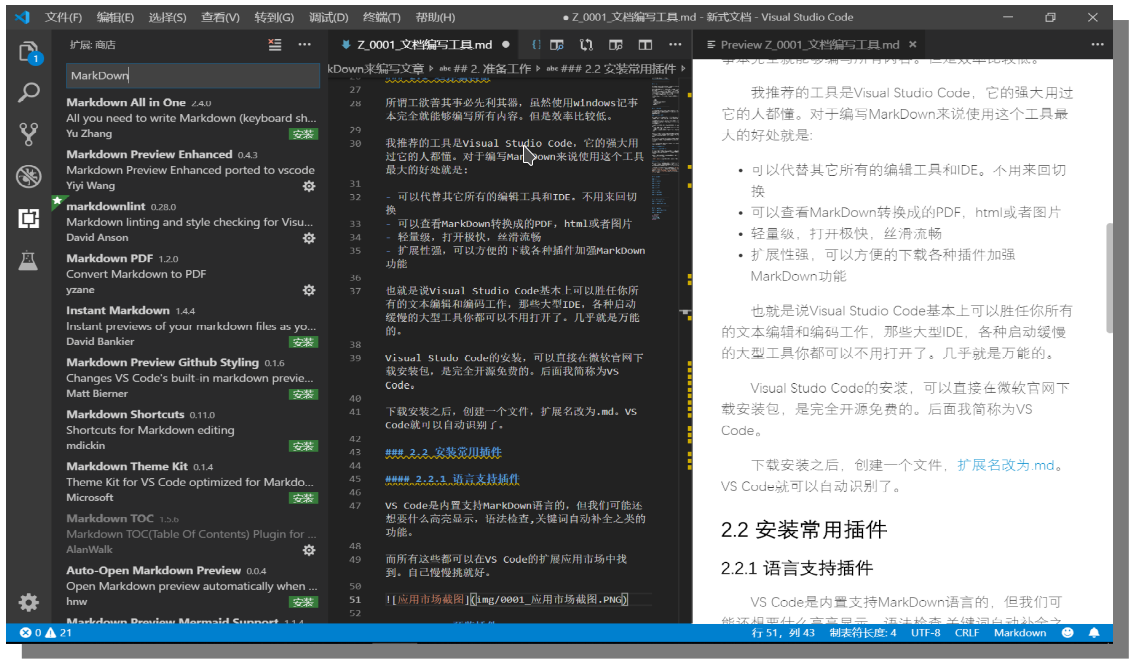 文件(F) 编辑(E) 选择(S) 查看(V) 转到(G) 调试(D) 终端(T) 帮助(H) ● Z_0001_文档编写工具.md - 新式文档 - Visual Studio Code
扩展: 商店
MarkDown
Markdown All in One 2.4.0
All you need to write Markdown (keyboard sh...
Yu Zhang 安装
Markdown Preview Enhanced 0.4.3
Markdown Preview Enhanced ported to vscode
Yiyi Wang
markdownlint 0.28.0
Markdown linting and style checking for Visu...
David Anson
Markdown PDF 1.2.0
Convert Markdown to PDF
yzane
Instant Markdown 1.4.4
Instant previews of your markdown files as yo...
David Bankier 安装
Markdown Preview Github Styling 0.1.6
Changes VS Code's built-in markdown previe...
Matt Bierner 安装
Markdown Shortcuts 0.11.0
Shortcuts for Markdown editing
mdickin 安装
Markdown Theme Kit 0.1.4
Theme Kit for VS Code optimized for Markdo...
Microsoft 安装
Markdown TOC 1.5.6
Markdown TOC(Table Of Contents) Plugin for ...
AlanWalk
Auto-Open Markdown Preview 0.0.4
Open Markdown preview automatically when ...
hnw 安装
Markdown Preview Mermaid Support 1.1.4
1
Z_0001_文档编写工具.md ●
kDown来编写文章 abc ## 2. 准备工作 abc ### 2.2 安装常用插件
27
28 所谓工欲善其事必先利其器，虽然使用windows记事
本完全就能够编写所有内容。但是效率比较低。
29
30 我推荐的工具是Visual Studio Code，它的强大用
过它的人都懂。对于编写MarkDown来说使用这个工具
最大的好处就是:
31
32 - 可以代替其它所有的编辑工具和IDE。不用来回切
换
33 - 可以查看MarkDown转换成的PDF，html或者图片
34 - 轻量级，打开极快，丝滑流畅
35 - 扩展性强，可以方便的下载各种插件加强MarkDown
功能
36
37 也就是说Visual Studio Code基本上可以胜任你所
有的文本编辑和编码工作，那些大型IDE，各种启动
缓慢的大型工具你都可以不用打开了。几乎就是万能
的。
38
39 Visual Studo Code的安装，可以直接在微软官网下
载安装包，是完全开源免费的。后面我简称为VS
Code。
40
41 下载安装之后，创建一个文件，扩展名改为.md。VS
Code就可以自动识别了。
42
43 ### 2.2 安装常用插件
44
45 #### 2.2.1 语言支持插件
46
47 VS Code是内置支持MarkDown语言的，但我们可能还
想要什么高亮显示，语法检查,关键词自动补全之类的
功能。
48
49 而所有这些都可以在VS Code的扩展应用市场中找
到。自己慢慢挑就好。
50
51 ![应用市场截图](img/0001_应用市场截图.PNG)
52
Preview Z_0001_文档编写工具.md ×
事本完全就能够编写所有内容。但是效率比较低。
我推荐的工具是Visual Studio Code，它的强大用过
它的人都懂。对于编写MarkDown来说使用这个工具最
大的好处就是:
• 可以代替其它所有的编辑工具和IDE。不用来回切
换
• 可以查看MarkDown转换成的PDF，html或者图片
• 轻量级，打开极快，丝滑流畅
• 扩展性强，可以方便的下载各种插件加强
MarkDown功能
也就是说Visual Studio Code基本上可以胜任你所有
的文本编辑和编码工作，那些大型IDE，各种启动缓慢
的大型工具你都可以不用打开了。几乎就是万能的。
Visual Studo Code的安装，可以直接在微软官网下
载安装包，是完全开源免费的。后面我简称为VS
Code。
下载安装之后，创建一个文件，扩展名改为.md。
VS Code就可以自动识别了。
2.2 安装常用插件
2.2.1 语言支持插件
VS Code是内置支持MarkDown语言的，但我们可
能还想要什么高亮显示，语法检查,关键词自动补全之
0 21 行 51，列 43 制表符长度: 4 UTF-8 CRLF Markdown